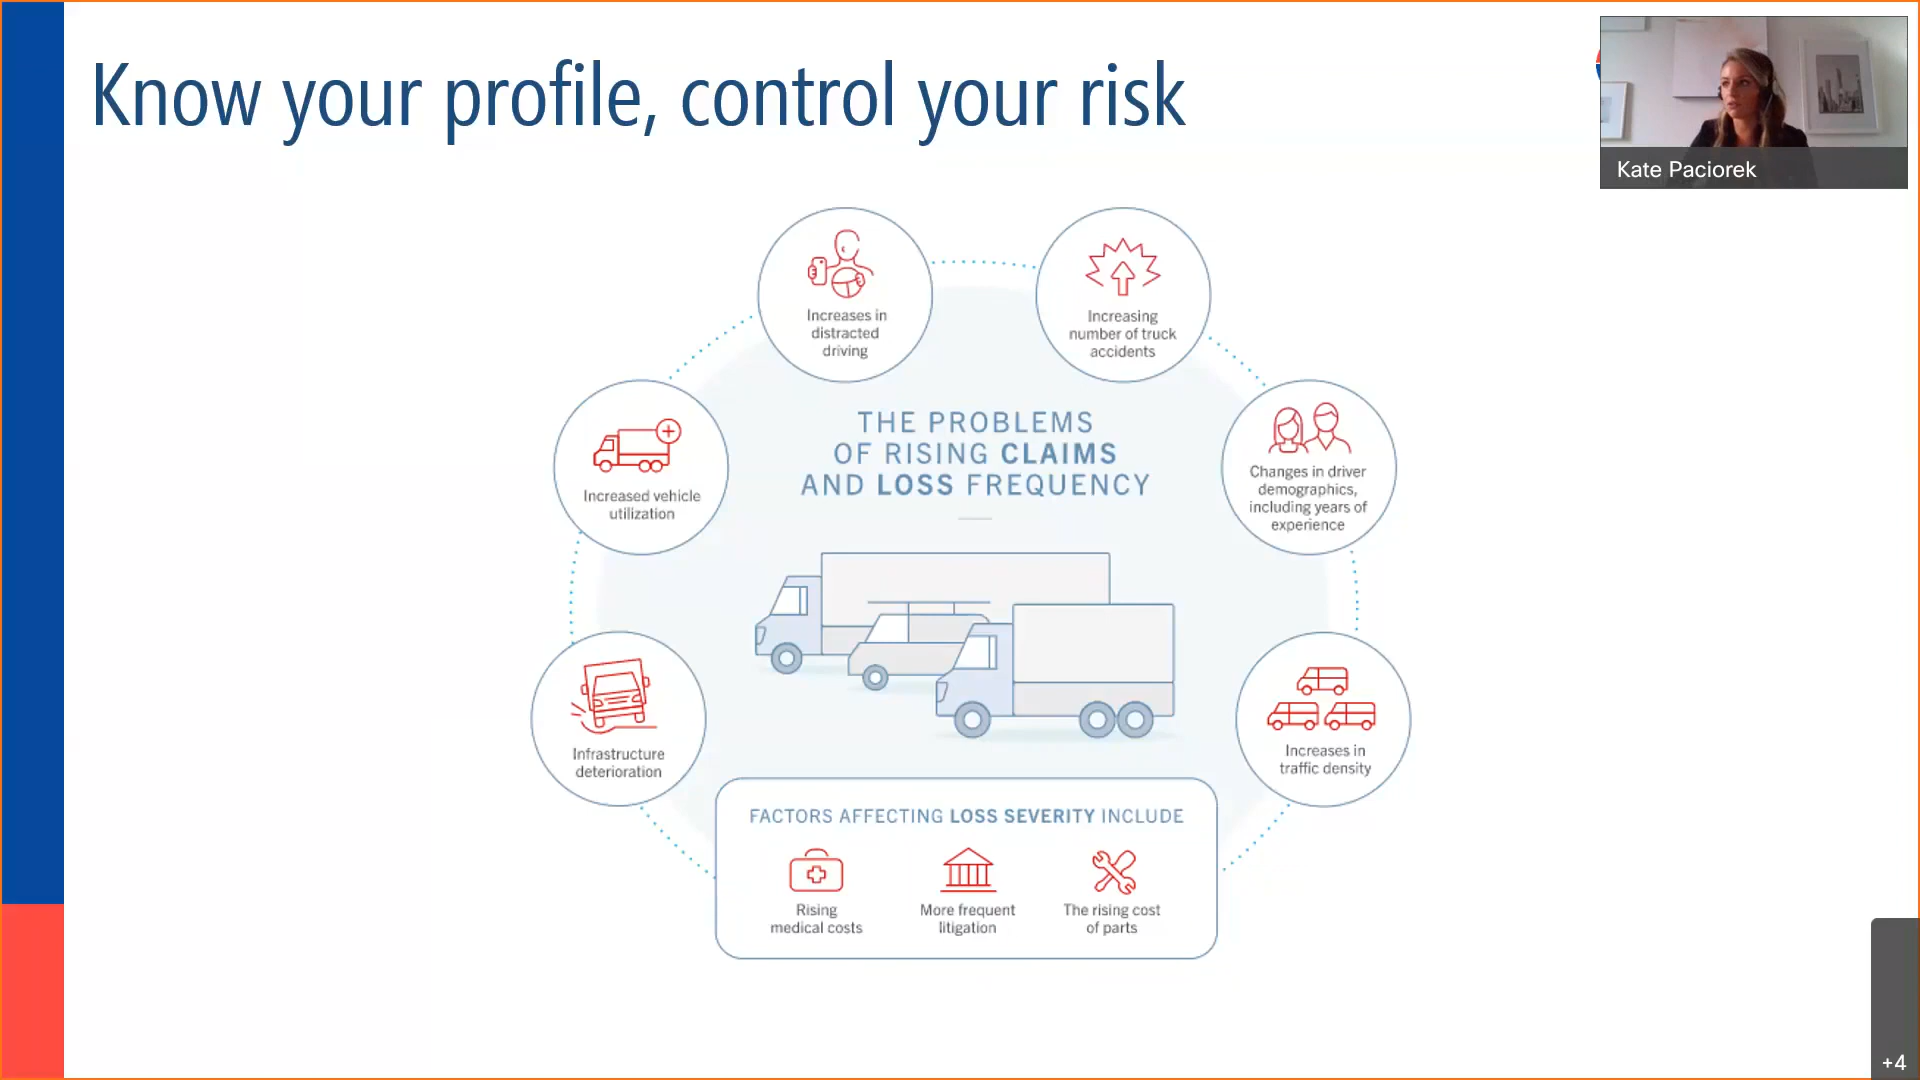 Know your profile, control your risk
Kate Paciorek
Increases in
distracted
driving
Increasing
number of truck
accidents
Increased vehicle
utilization
THE PROBLEMS
OF RISING CLAIMS
AND LOSS FREQUENCY
Changes in driver
demographics,
including years of
experience
Infrastructure
deterioration
Increases in
traffic density
FACTORS AFFECTING LOSS SEVERITY INCLUDE
Rising
medical costs
More frequent
litigation
The rising cost
of parts
+4